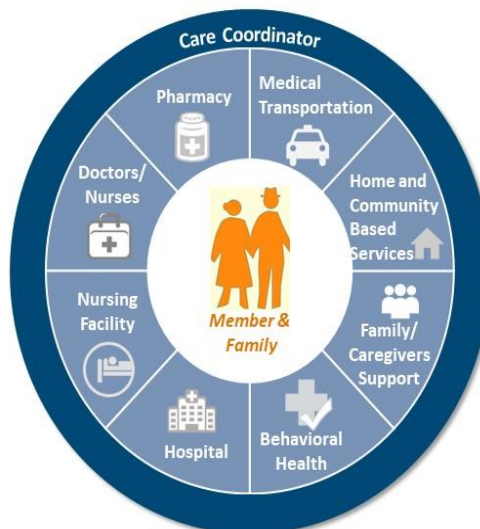 Care Coordinator
Pharmacy
Medical
Transportation
Home and
Community
Based
Services
Family/
Caregivers
Support
Behavioral
Health
Hospital
Nursing
Facility
Doctors/
Nurses
Member &
Family